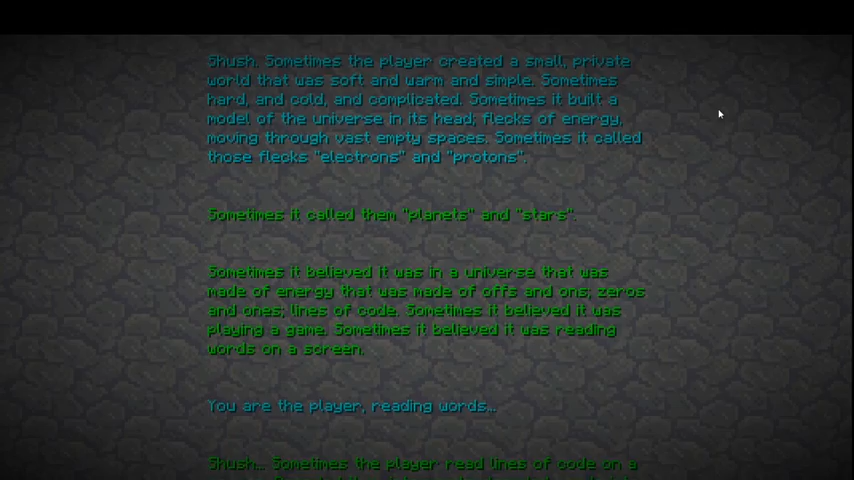 Shush. Sometimes the player created a small, private
world that was soft and warm and simple. Sometimes
hard, and cold, and complicated. Sometimes it built a
model of the universe in its head; flecks of energy,
moving through vast empty spaces. Sometimes it called
those flecks "electrons" and "protons".
Sometimes it called them "planets" and "stars".
Sometimes it believed it was in a universe that was
made of energy that was made of offs and ons; zeros
and ones; lines of code. Sometimes it believed it was
playing a game. Sometimes it believed it was reading
words on a screen.
You are the player, reading words...
Shush... Sometimes the player read lines of code on a